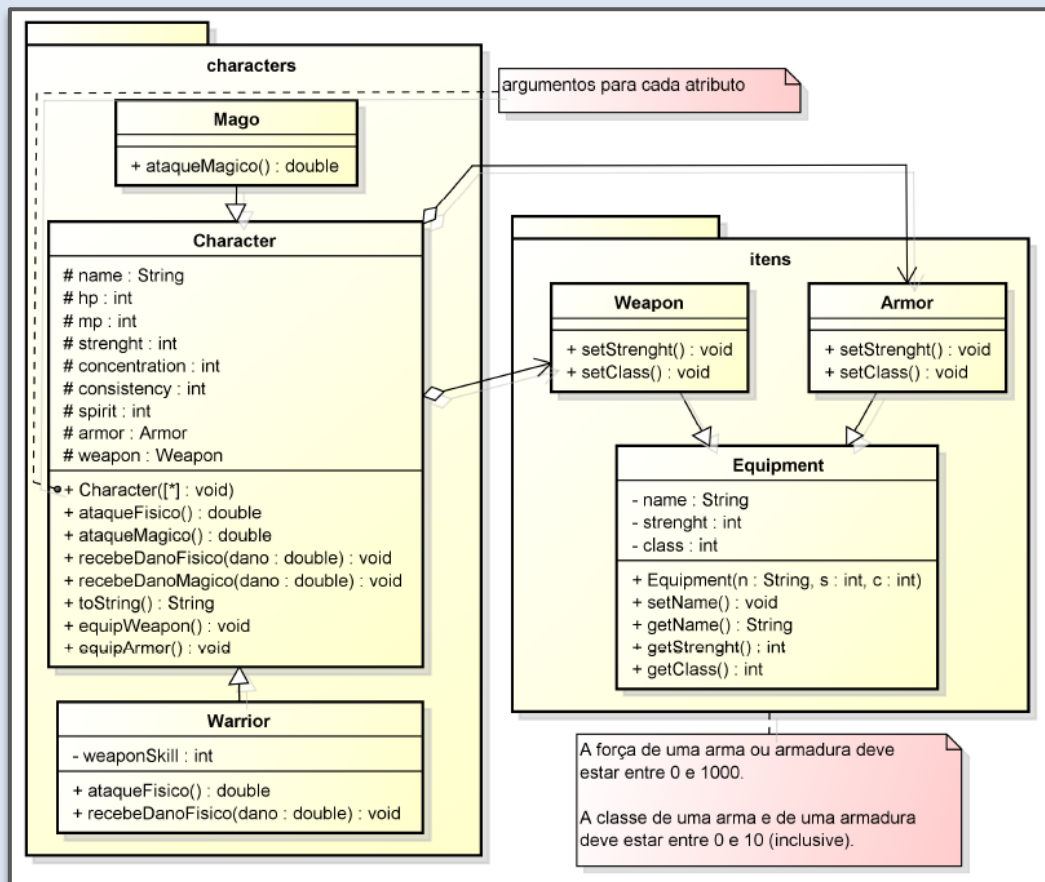 characters
argumentos para cada atributo
Mago
+ ataqueMagico() : double
Character
# name : String
# hp : int
# mp : int
# strenght : int
# concentration : int
# consistency : int
# spirit : int
# armor : Armor
# weapon : Weapon
+ Character([*] : void)
+ ataqueFisico() : double
+ ataqueMagico() : double
+ recebeDanoFisico(dano : double) : void
+ recebeDanoMagico(dano : double) : void
+ toString() : String
+ equipWeapon() : void
+ equipArmor() : void
Warrior
- weaponSkill : int
+ ataqueFisico() : double
+ recebeDanoFisico(dano : double) : void
itens
Weapon
+ setStrenght() : void
+ setClass() : void
Armor
+ setStrenght() : void
+ setClass() : void
Equipment
- name : String
- strenght : int
- class : int
+ Equipment(n : String, s : int, c : int)
+ setName() : void
+ getName() : String
+ getStrenght() : int
+ getClass() : int
A força de uma arma ou armadura deve
estar entre 0 e 1000.
A classe de uma arma e de uma armadura
deve estar entre 0 e 10 (inclusive).